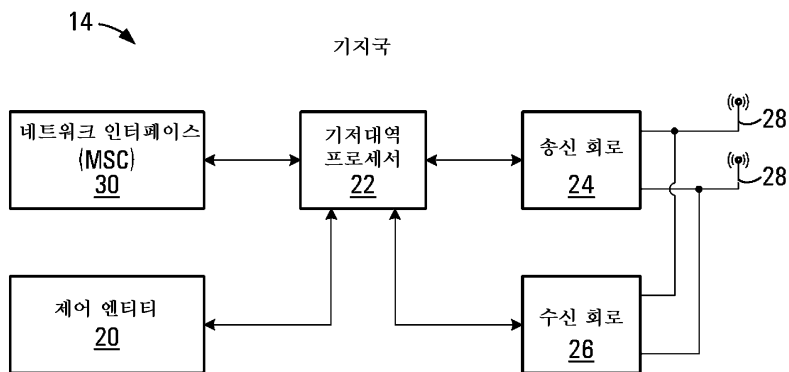 14
기지국
네트워크 인터페이스
(MSC)
30
기저대역
프로세서
22
송신 회로
24
28
28
제어 엔티티
20
수신 회로
26